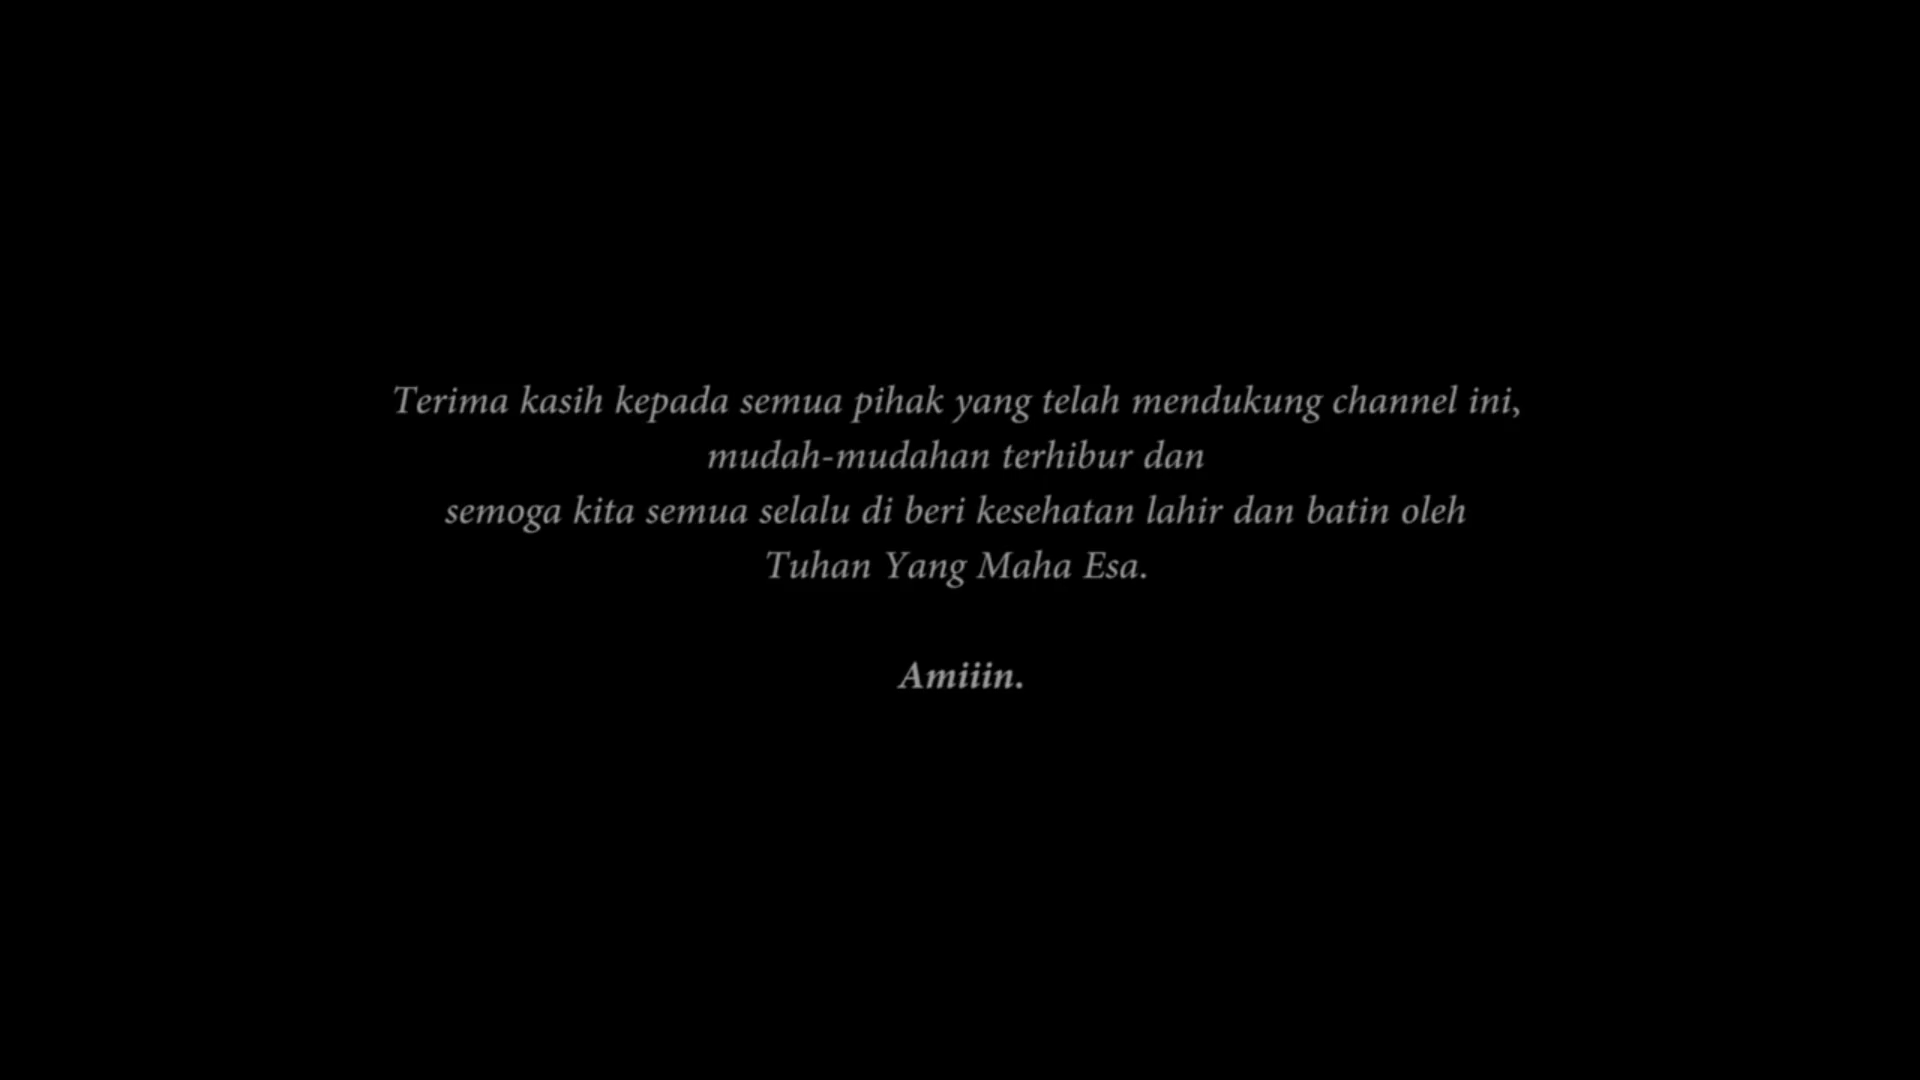 Terima kasih kepada semua pihak yang telah mendukung channel ini,
mudah-mudahan terhibur dan
semoga kita semua selalu di beri kesehatan lahir dan batin oleh
Tuhan Yang Maha Esa.
Amiiin.